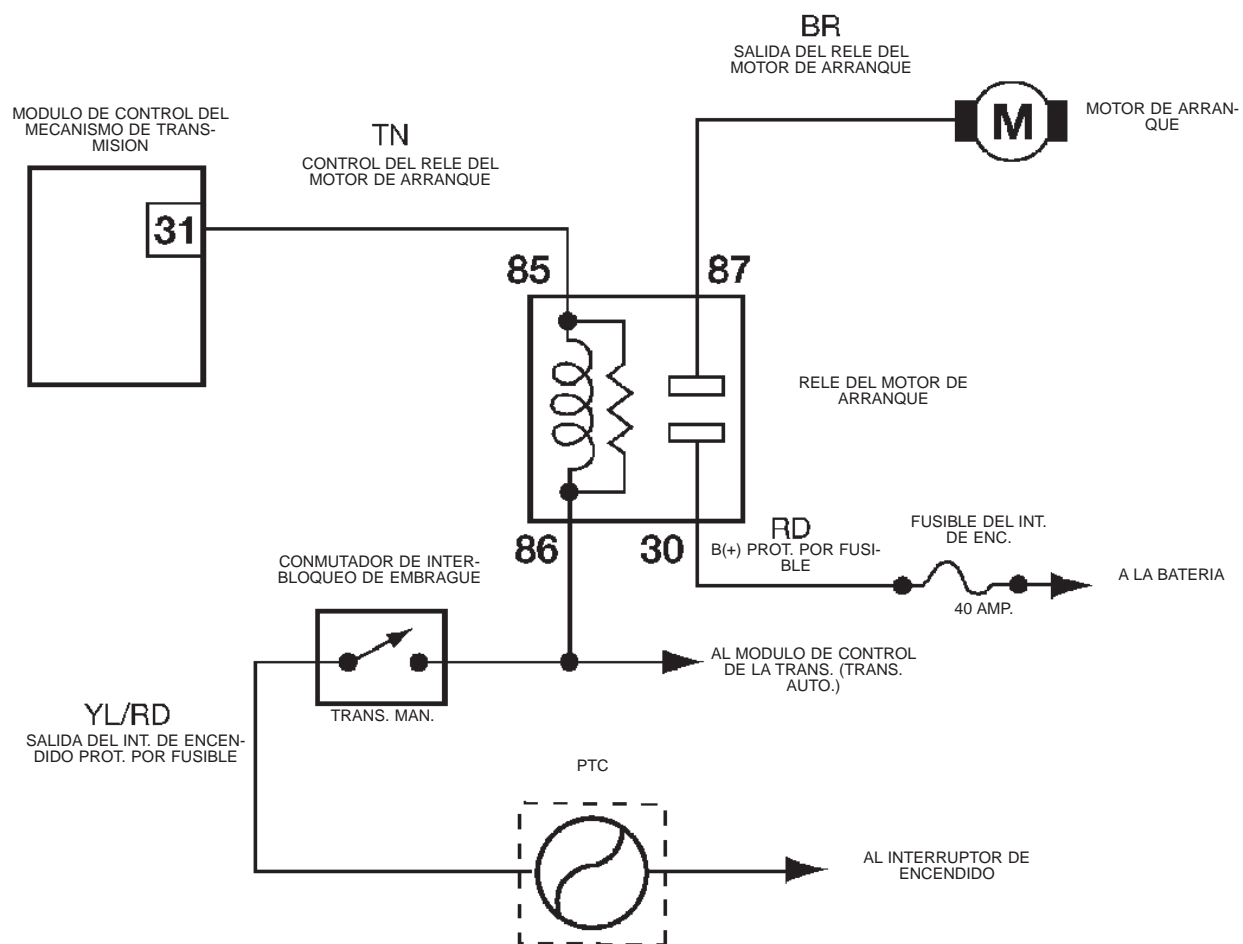 BR
SALIDA DEL RELE DEL
MOTOR DE ARRANQUE
MODULO DE CONTROL DEL
MECANISMO DE TRANS-
MISION
TN
CONTROL DEL RELE DEL
MOTOR DE ARRANQUE
M
MOTOR DE ARRAN-
QUE
31
85
87
RELE DEL MOTOR DE
ARRANQUE
86
30
RD
B(+) PROT. POR FUSI-
BLE
FUSIBLE DEL INT.
DE ENC.
40 AMP.
A LA BATERIA
CONMUTADOR DE INTER-
BLOQUEO DE EMBRAGUE
TRANS. MAN.
AL MODULO DE CONTROL
DE LA TRANS. (TRANS.
AUTO.)
YL/RD
SALIDA DEL INT. DE ENCEN-
DIDO PROT. POR FUSIBLE
PTC
AL INTERRUPTOR DE
ENCENDIDO